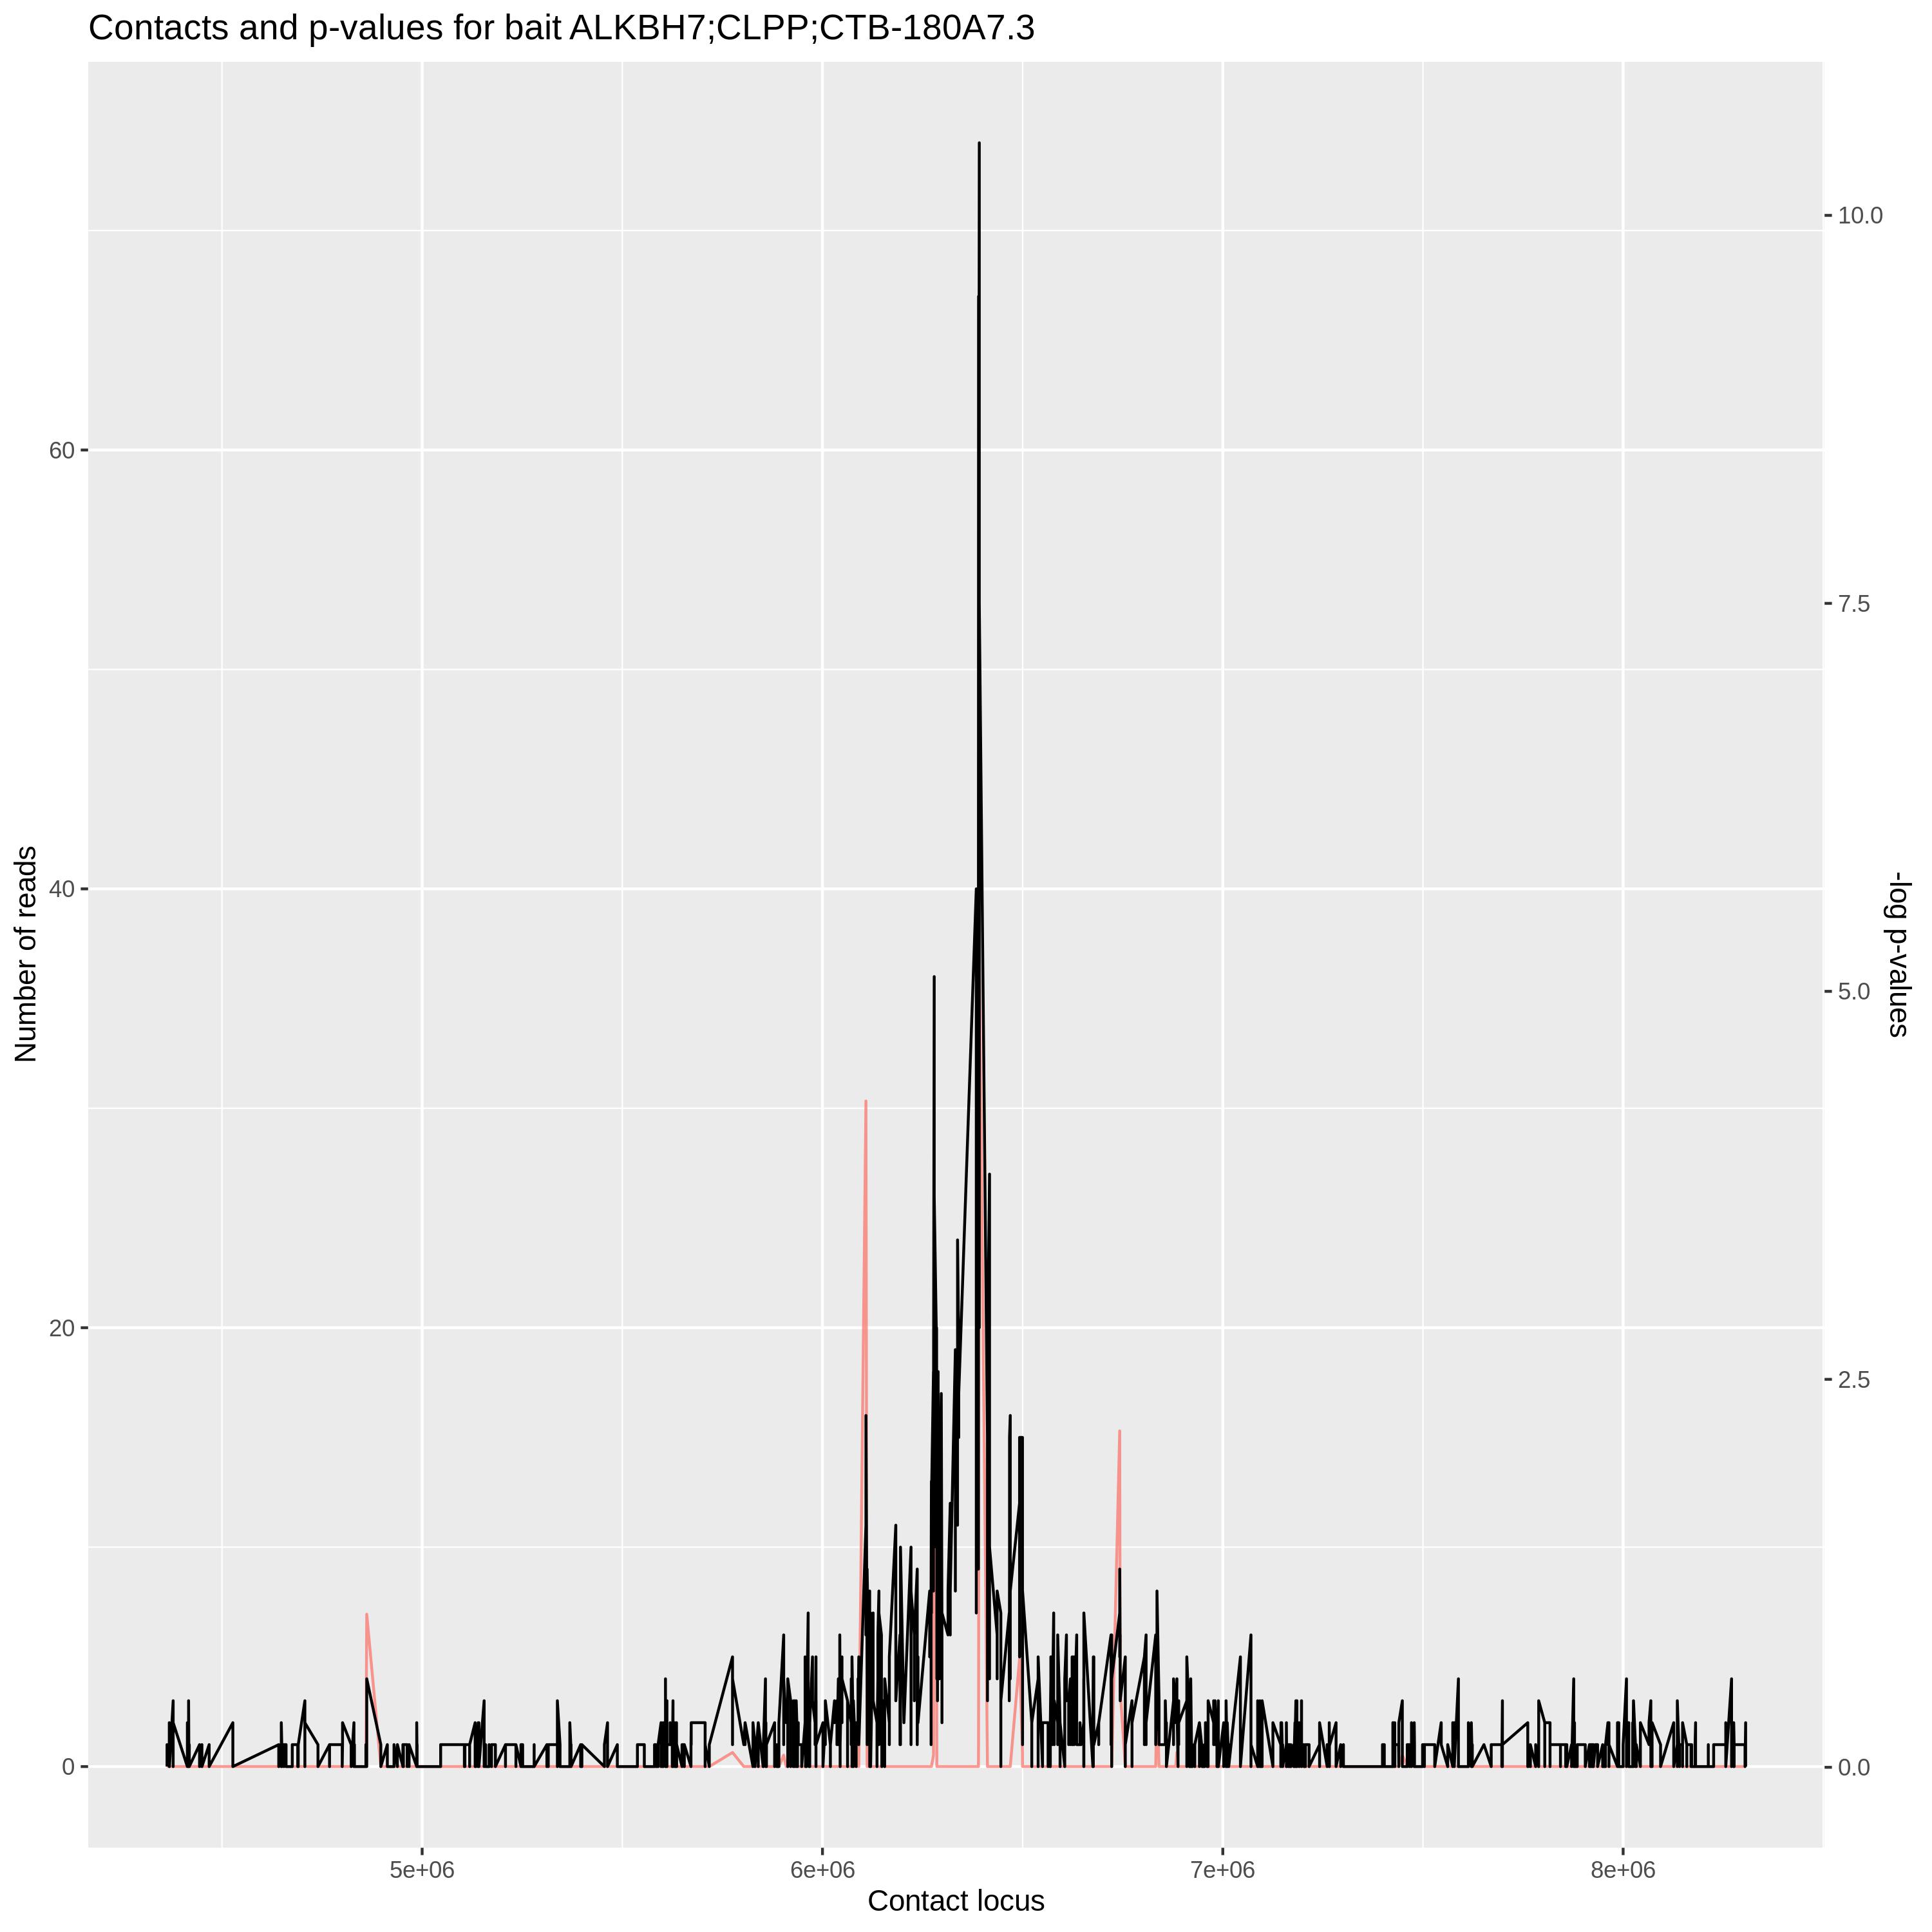 Contacts and p-values for bait ALKBH7;CLPP;CTB-180A7.3
10.0
60
7.5
Number of reads
40
-log p-values
5.0
20
2.5
0
0.0
5e+06 6e+06 7e+06 8e+06
Contact locus